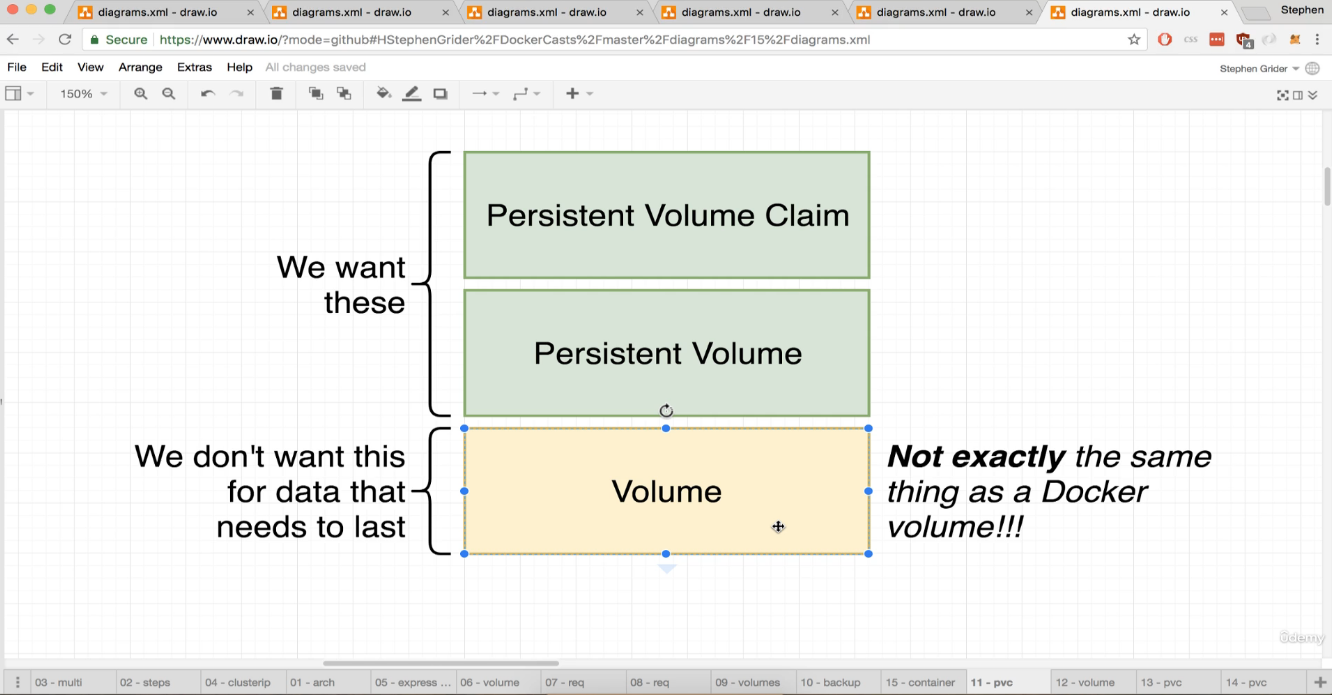 diagrams.xml - draw.io
diagrams.xml - draw.io
diagrams.xml - draw.io
diagrams.xml - draw.io
diagrams.xml - draw.io
diagrams.xml - draw.io
Stephen
Secure
https://www.draw.io/?mode=github#HStephenGrider%2FDockerCasts%2Fmaster%2Fdiagrams%2F15%2Fdiagrams.xml
CSS
4
File Edit View Arrange Extras Help All changes saved
Stephen Grider
150%
Persistent Volume Claim
We want
these
Persistent Volume
We don't want this
for data that
needs to last
Volume
Not exactly the same
thing as a Docker
volume!!!
ûdemy
03 - multi
02 - steps
04 - clusterip
01 - arch
05 - express ...
06 - volume
07 - req
08 - req
09 - volumes
10 - backup
15 - container
11 - pvc
12 - volume
13 - pvc
14 - pvc